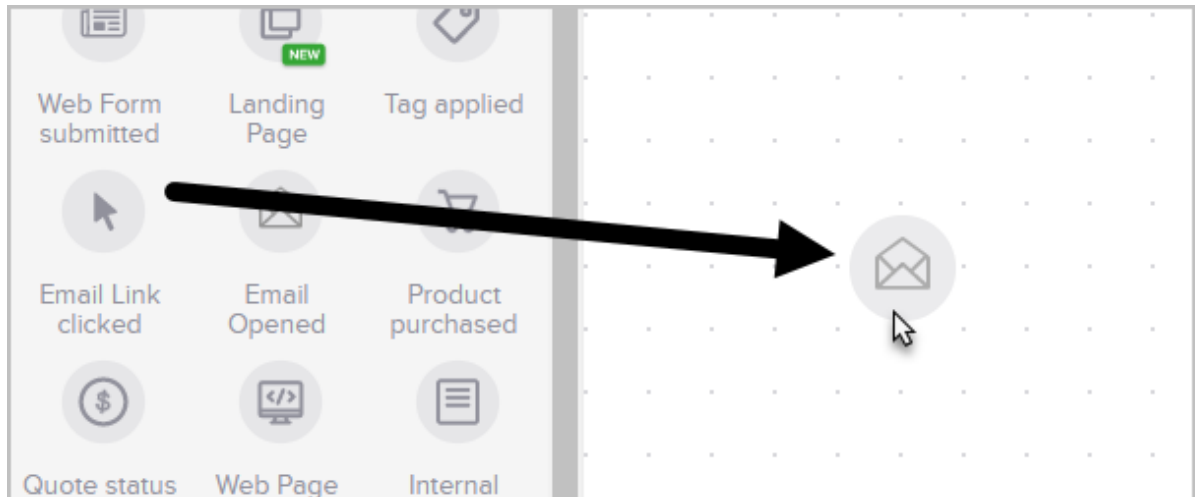 NEW
Web Form
submitted
Landing
Page
Tag applied
Email Link
clicked
Email
Opened
Product
purchased
$
</>
Quote status
Web Page
Internal